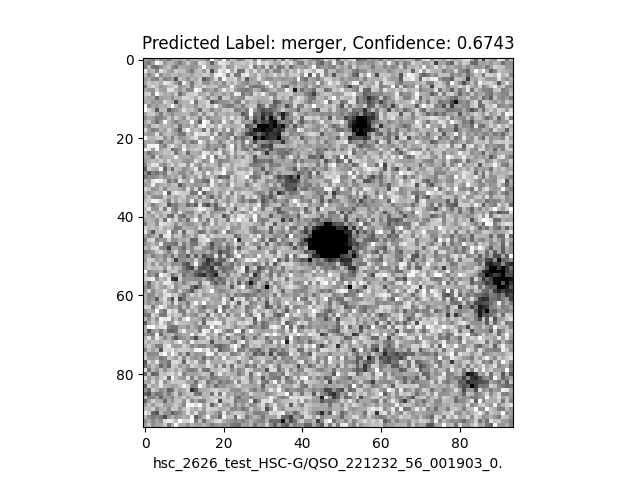 Predicted Label: merger, Confidence: 0.6743
0
20
40
60
80
0 20 40 60 80
hsc_2626_test_HSC-G/QSO_221232_56_001903_0.